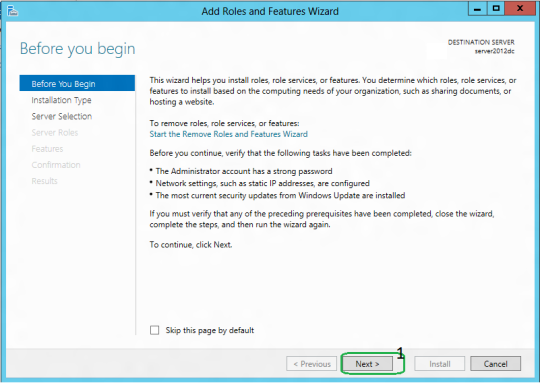 Add Roles and Features Wizard
Before you begin
DESTINATION SERVER
server2012dc
Before You Begin
Installation Type
Server Selection
Server Roles
Features
Confirmation
Results
This wizard helps you install roles, role services, or features. You determine which roles, role services, or
features to install based on the computing needs of your organization, such as sharing documents, or
hosting a website.
To remove roles, role services, or features:
Start the Remove Roles and Features Wizard
Before you continue, verify that the following tasks have been completed:
• The Administrator account has a strong password
• Network settings, such as static IP addresses, are configured
• The most current security updates from Windows Update are installed
If you must verify that any of the preceding prerequisites have been completed, close the wizard,
complete the steps, and then run the wizard again.
To continue, click Next.
Skip this page by default
1
< Previous Next > Install Cancel